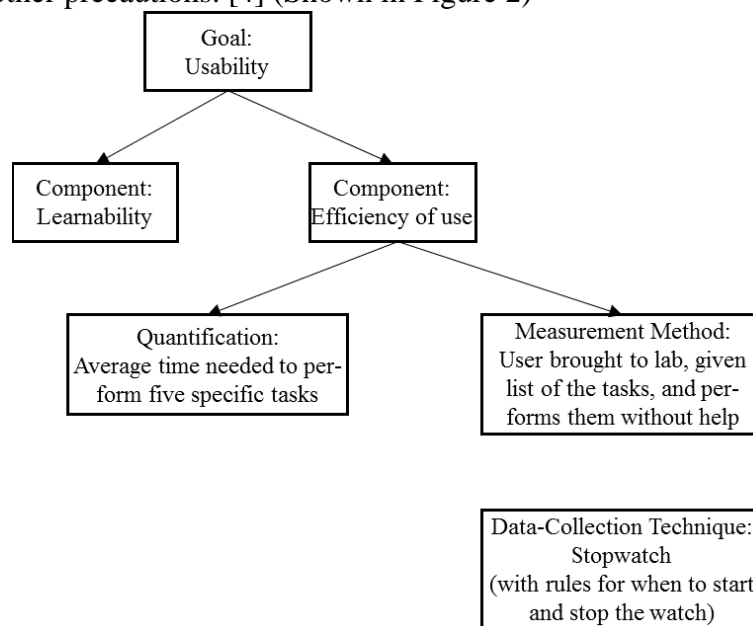 other precautions. [4] (Shown in Figure 2)
Goal:
Usability
Component:
Learnability
Component:
Efficiency of use
Quantification:
Average time needed to per-
form five specific tasks
Measurement Method:
User brought to lab, given
list of the tasks, and per-
forms them without help
Data-Collection Technique:
Stopwatch
(with rules for when to start
and stop the watch)